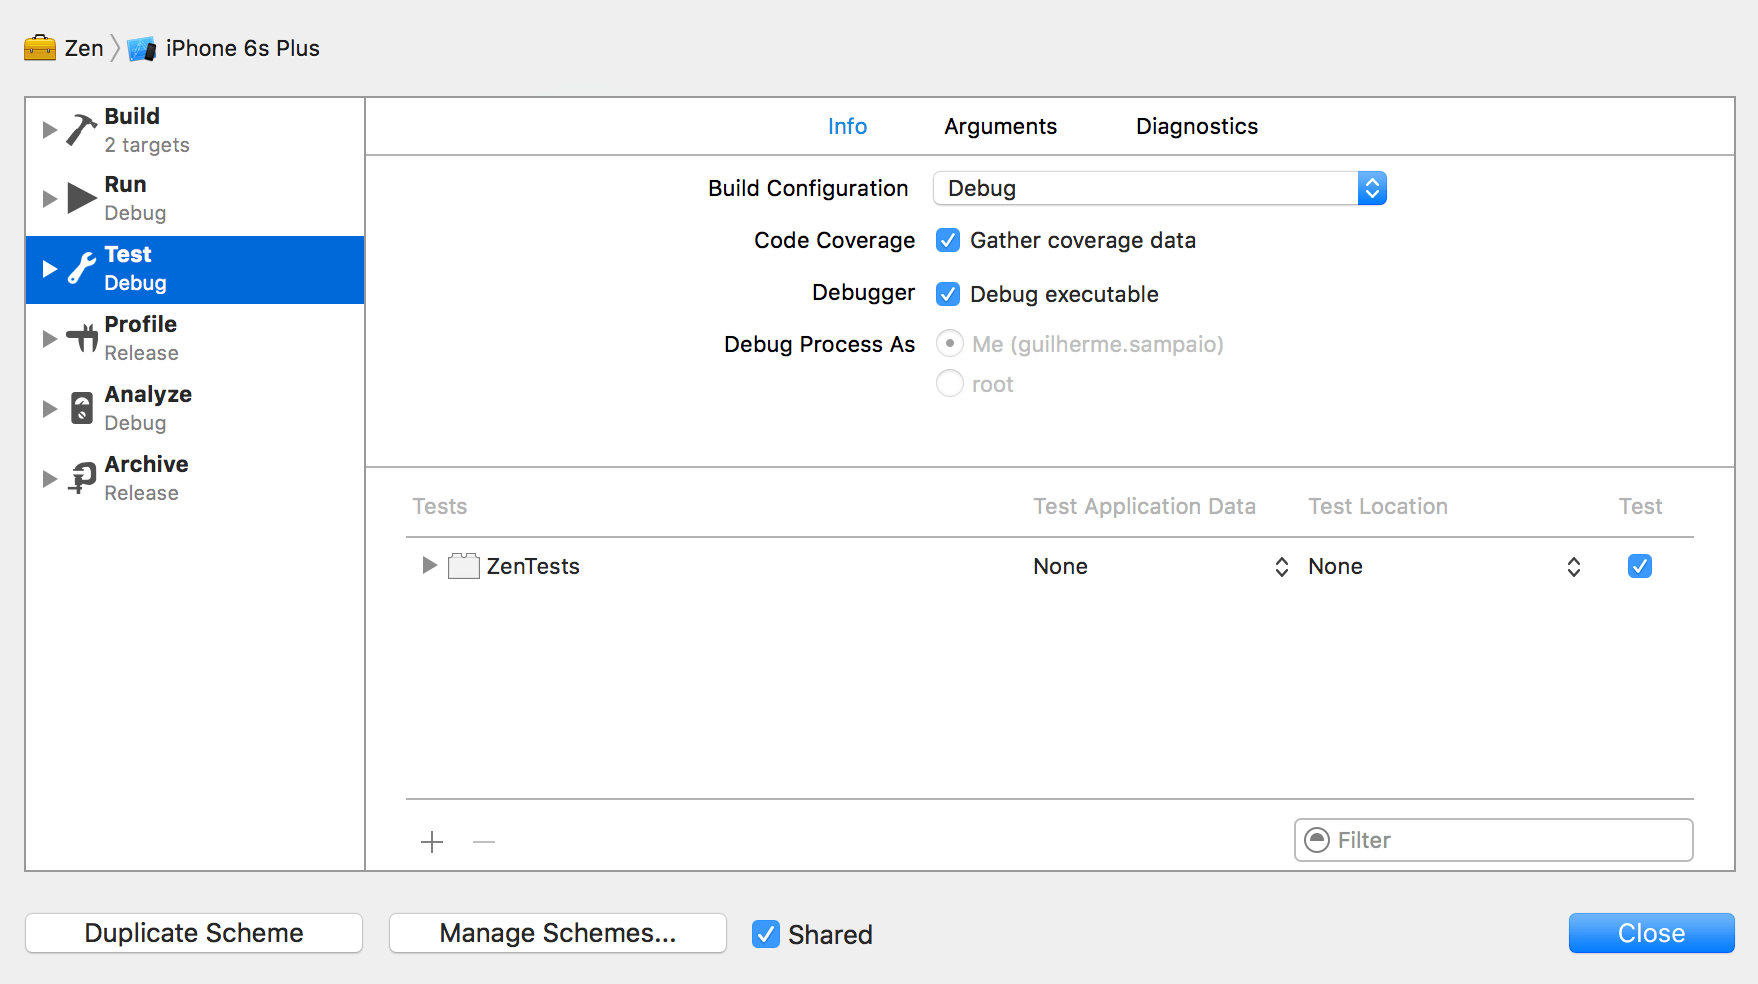 Zen iPhone 6s Plus
Build
2 targets
Run
Debug
Test
Debug
Profile
Release
Analyze
Debug
Archive
Release
Info Arguments Diagnostics
Build Configuration Debug
Code Coverage Gather coverage data
Debugger Debug executable
Debug Process As Me (guilherme.sampaio)
root
Tests Test Application Data Test Location Test
ZenTests None None
Filter
Duplicate Scheme Manage Schemes... Shared Close